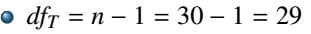 df_T = n − 1 = 30 − 1 = 29